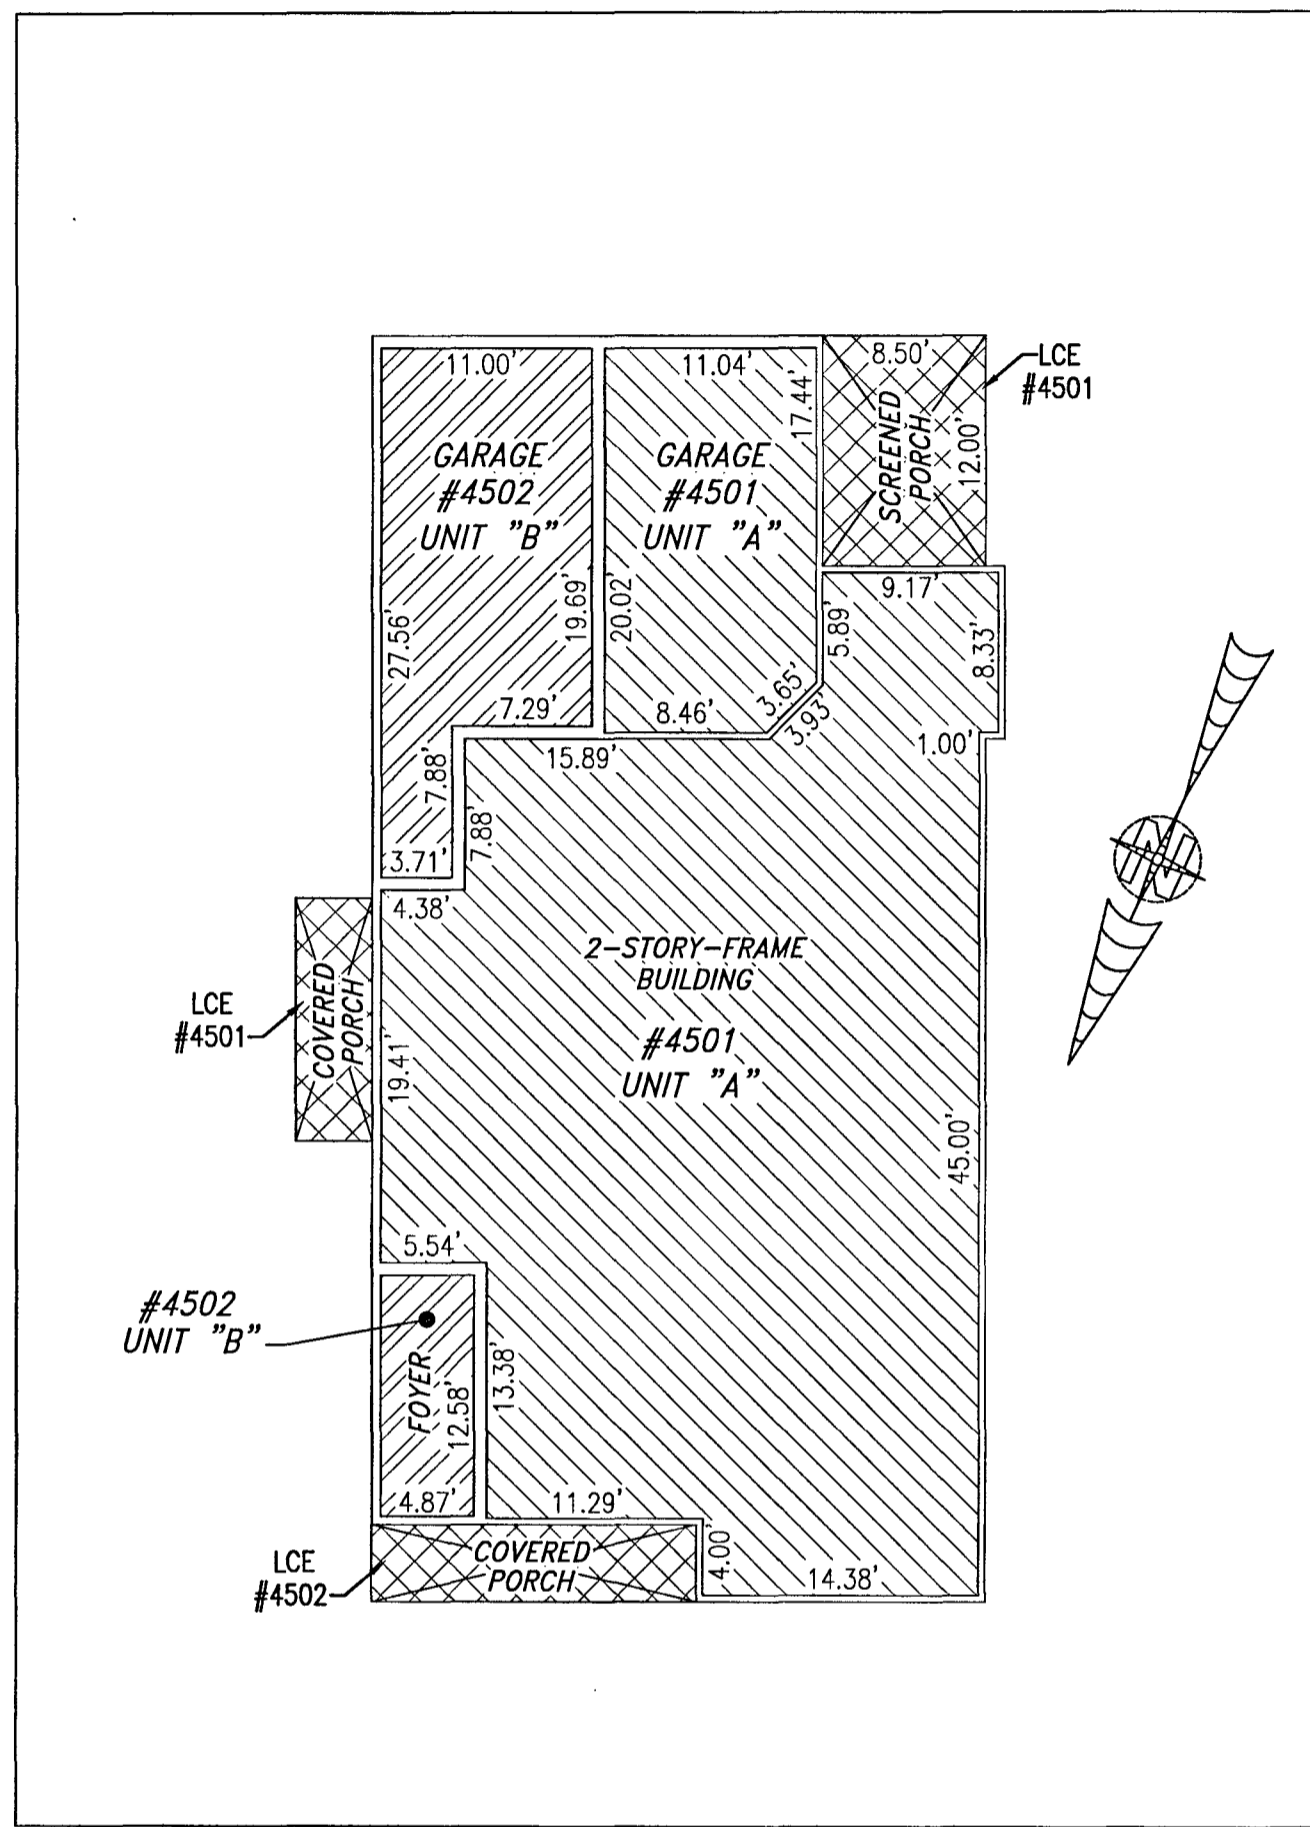 11.00'
11.04'
8.50'
LCE
#4501
17.44'
GARAGE
#4502
UNIT "B"
GARAGE
#4501
UNIT "A"
SCREENED
PORCH
12.00'
27.56'
19.69'
20.02'
9.17'
5.89'
8.33'
7.29'
8.46'
3.65'
3.93'
1.00'
15.89'
7.88'
7.88'
3.71'
4.38'
N
2-STORY-FRAME
BUILDING
#4501
UNIT "A"
LCE
#4501
COVERED
PORCH
19.41'
45.00'
5.54'
#4502
UNIT "B"
FOYER
12.58'
13.38'
4.87'
11.29'
LCE
#4502
COVERED
PORCH
4.00'
14.38'